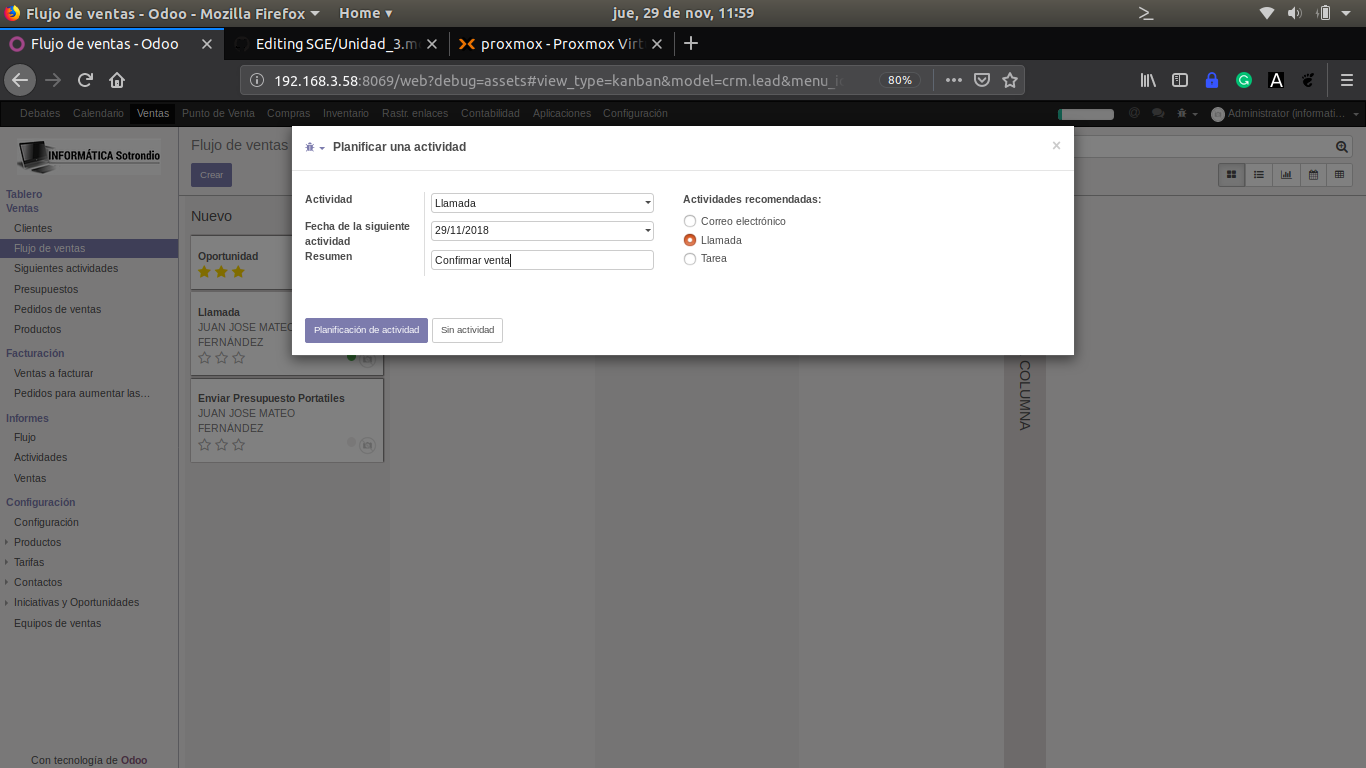 Flujo de ventas - Odoo - Mozilla Firefox
Home
jue, 29 de nov, 11:59
Flujo de ventas - Odoo
Editing SGE/Unidad_3.m
proxmox - Proxmox Virt
192.168.3.58:8069/web?debug=assets#view_type=kanban&model=crm.lead&menu_i
80%
Debates Calendario Ventas Punto de Venta Compras Inventario Rastr. enlaces Contabilidad Aplicaciones Configuración
Administrator (informati...
INFORMÁTICA Sotrondio
Tablero
Ventas
Clientes
Flujo de ventas
Siguientes actividades
Presupuestos
Pedidos de ventas
Productos
Facturación
Ventas a facturar
Pedidos para aumentar las...
Informes
Flujo
Actividades
Ventas
Configuración
Configuración
Productos
Tarifas
Contactos
Iniciativas y Oportunidades
Equipos de ventas
Con tecnología de Odoo
Flujo de ventas
Crear
Nuevo
Oportunidad
Llamada
JUAN JOSE MATEO
FERNÁNDEZ
Enviar Presupuesto Portatiles
JUAN JOSE MATEO
FERNÁNDEZ
COLUMNA
Planificar una actividad
×
Actividad
Llamada
Fecha de la siguiente
actividad
29/11/2018
Resumen
Confirmar venta
Actividades recomendadas:
Correo electrónico
Llamada
Tarea
Planificación de actividad
Sin actividad